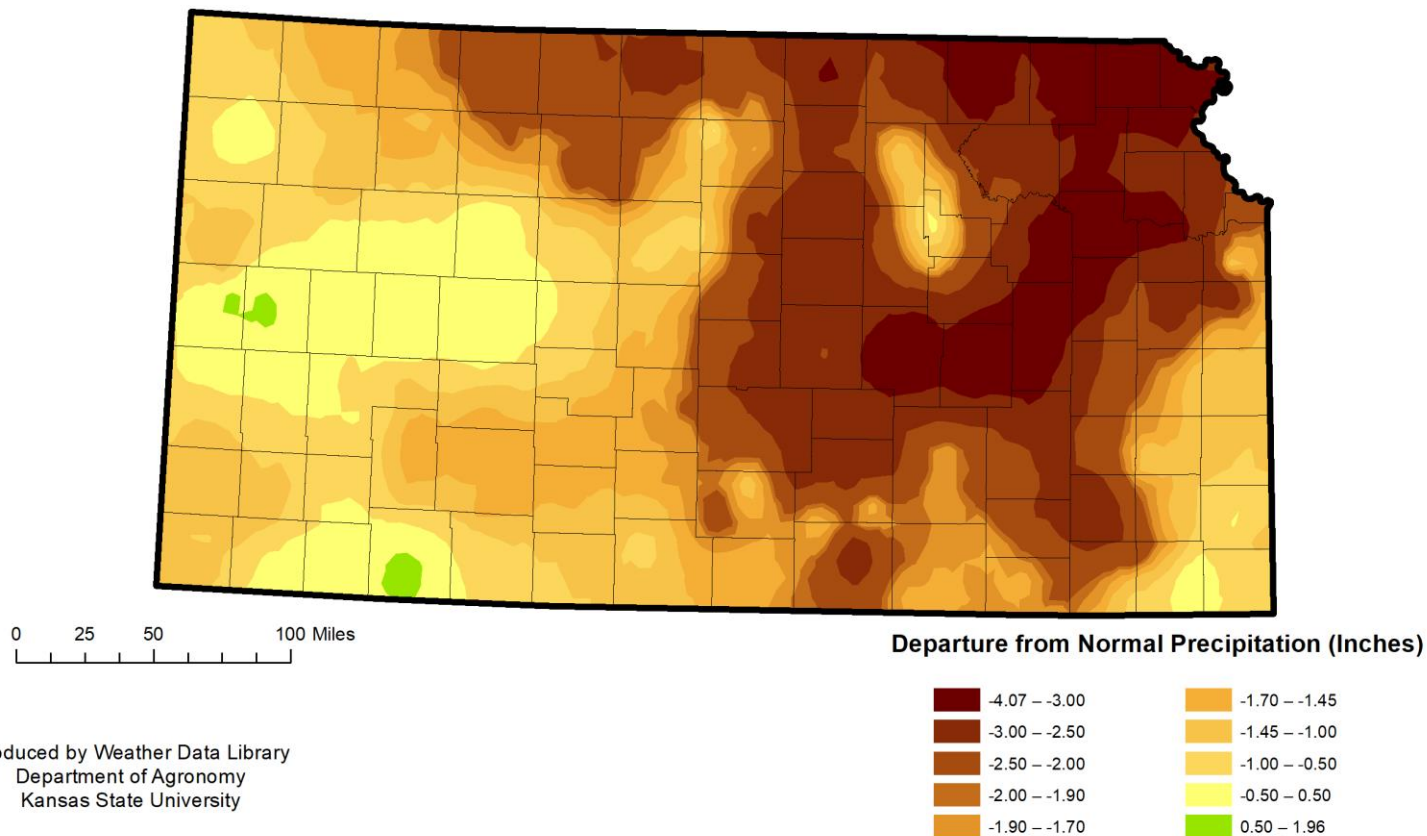 0 25 50 100 Miles
Departure from Normal Precipitation (Inches)
-4.07 – -3.00
-3.00 – -2.50
-2.50 – -2.00
-2.00 – -1.90
-1.90 – -1.70
-1.70 – -1.45
-1.45 – -1.00
-1.00 – -0.50
-0.50 – 0.50
0.50 – 1.96
oduced by Weather Data Library
Department of Agronomy
Kansas State University